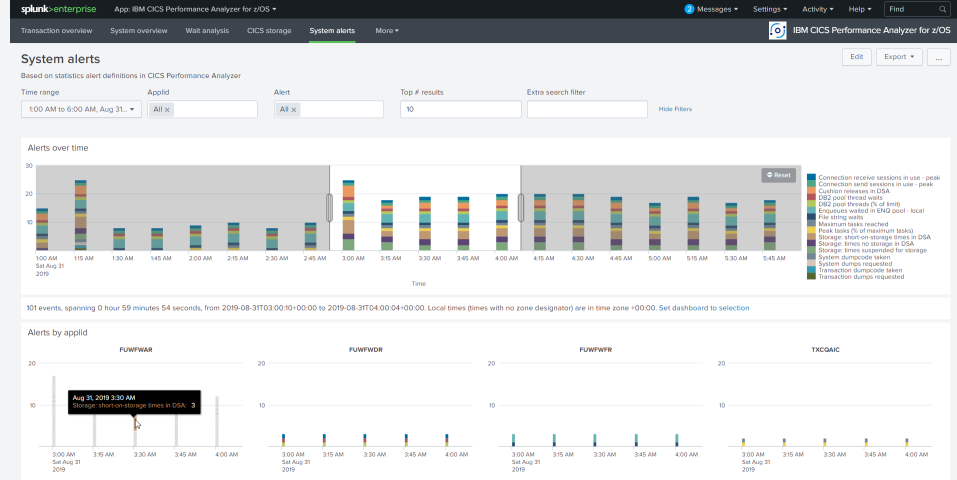 splunk>enterprise App: IBM CICS Performance Analyzer for z/OS 2 Messages Settings Activity Help Find
Transaction overview System overview Wait analysis CICS storage System alerts More IBM CICS Performance Analyzer for z/OS
System alerts Edit Export ...
Based on statistics alert definitions in CICS Performance Analyzer
Time range Applid Alert Top # results Extra search filter
1:00 AM to 6:00 AM, Aug 31... All × All × 10 Hide Filters
Alerts over time
Reset
30
20
10
1:00 AM 1:15 AM 1:30 AM 1:45 AM 2:00 AM 2:15 AM 2:30 AM 2:45 AM 3:00 AM 3:15 AM 3:30 AM 3:45 AM 4:00 AM 4:15 AM 4:30 AM 4:45 AM 5:00 AM 5:15 AM 5:30 AM 5:45 AM
Sat Aug 31
2019
Time
Connection receive sessions in use - peak
Connection send sessions in use - peak
Cushion releases in DSA
DB2 pool thread waits
DB2 pool threads (% of limit)
Enqueues waited in ENQ pool - local
File string waits
Maximum tasks reached
Peak tasks (% of maximum tasks)
Storage: short-on-storage times in DSA
Storage: times no storage in DSA
Storage: times suspended for storage
System dumpcode taken
System dumps requested
Transaction dumpcode taken
Transaction dumps requested
101 events, spanning 0 hour 59 minutes 54 seconds, from 2019-08-31T03:00:10+00:00 to 2019-08-31T04:00:04+00:00. Local times (times with no zone designator) are in time zone +00:00. Set dashboard to selection
Alerts by applid
FUWFWAR FUWFWDR FUWFWFR TXCQAIC
20 20 20 20
Aug 31, 2019 3:30 AM
Storage: short-on-storage times in DSA: 3
10 10 10 10
3:00 AM 3:15 AM 3:30 AM 3:45 AM 4:00 AM 3:00 AM 3:15 AM 3:30 AM 3:45 AM 4:00 AM 3:00 AM 3:15 AM 3:30 AM 3:45 AM 4:00 AM 3:00 AM 3:15 AM 3:30 AM 3:45 AM 4:00 AM
Sat Aug 31 Sat Aug 31 Sat Aug 31 Sat Aug 31
2019 2019 2019 2019